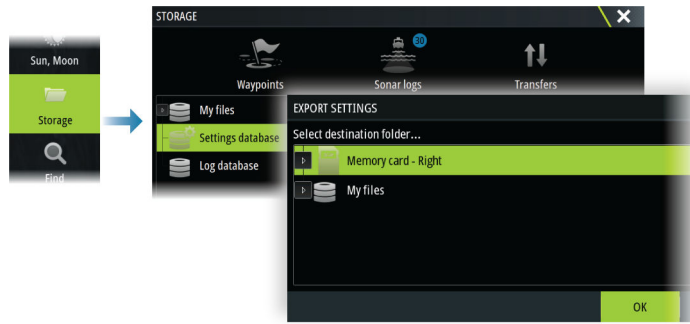 Sun, Moon
Storage
Find
STORAGE
30
Waypoints
Sonar logs
Transfers
My files
Settings database
Log database
EXPORT SETTINGS
Select destination folder...
Memory card - Right
My files
OK